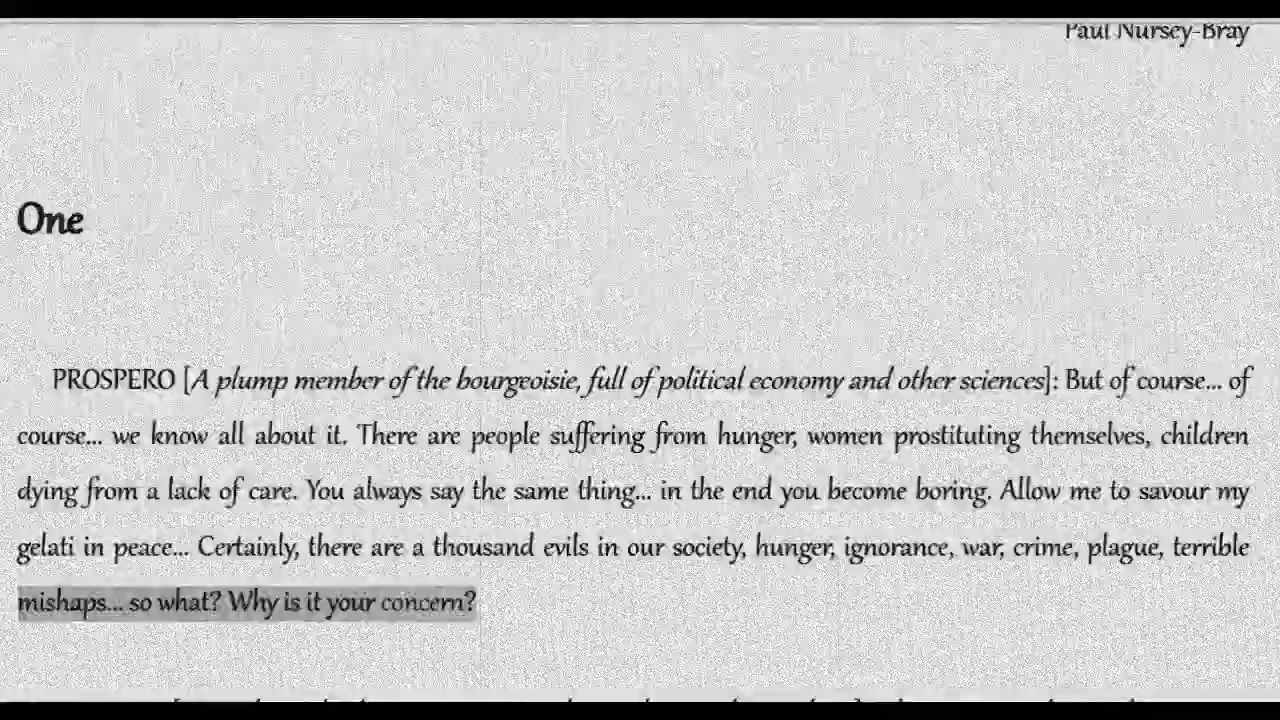 Paul Nursey-Bray
One
PROSPERO [A plump member of the bourgeoisie, full of political economy and other sciences]: But of course... of
course... we know all about it. There are people suffering from hunger, women prostituting themselves, children
dying from a lack of care. You always say the same thing... in the end you become boring. Allow me to savour my
gelati in peace... Certainly, there are a thousand evils in our society, hunger, ignorance, war, crime, plague, terrible
mishaps... so what? Why is it your concern?